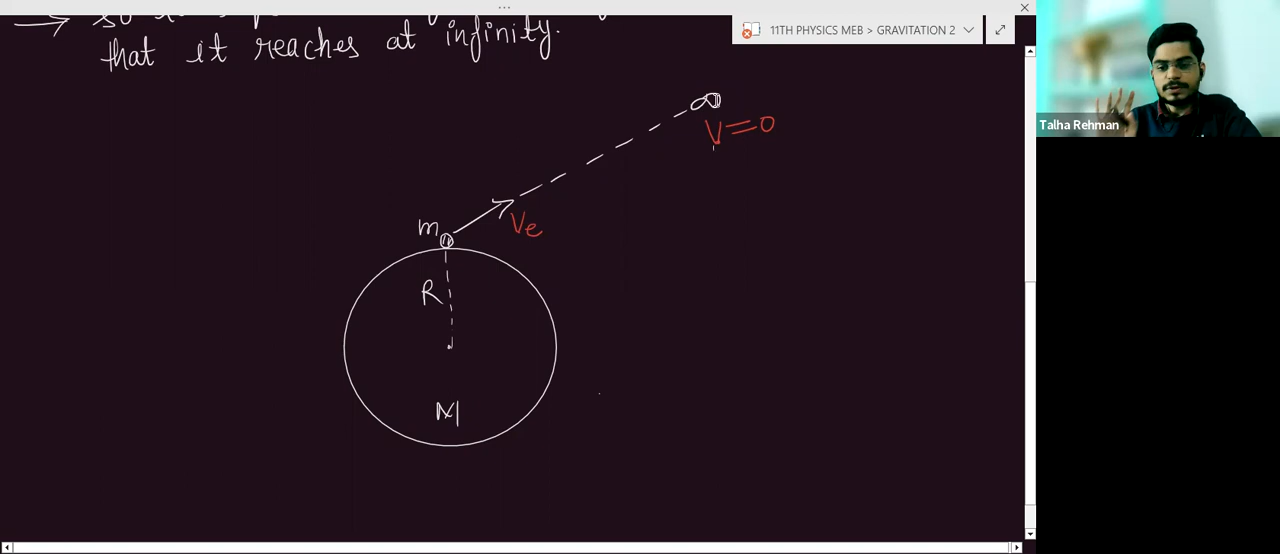 that it reaches at infinity.
11TH PHYSICS MEB > GRAVITATION 2
Talha Rehman
∞
V=0
m
Ve
R
M